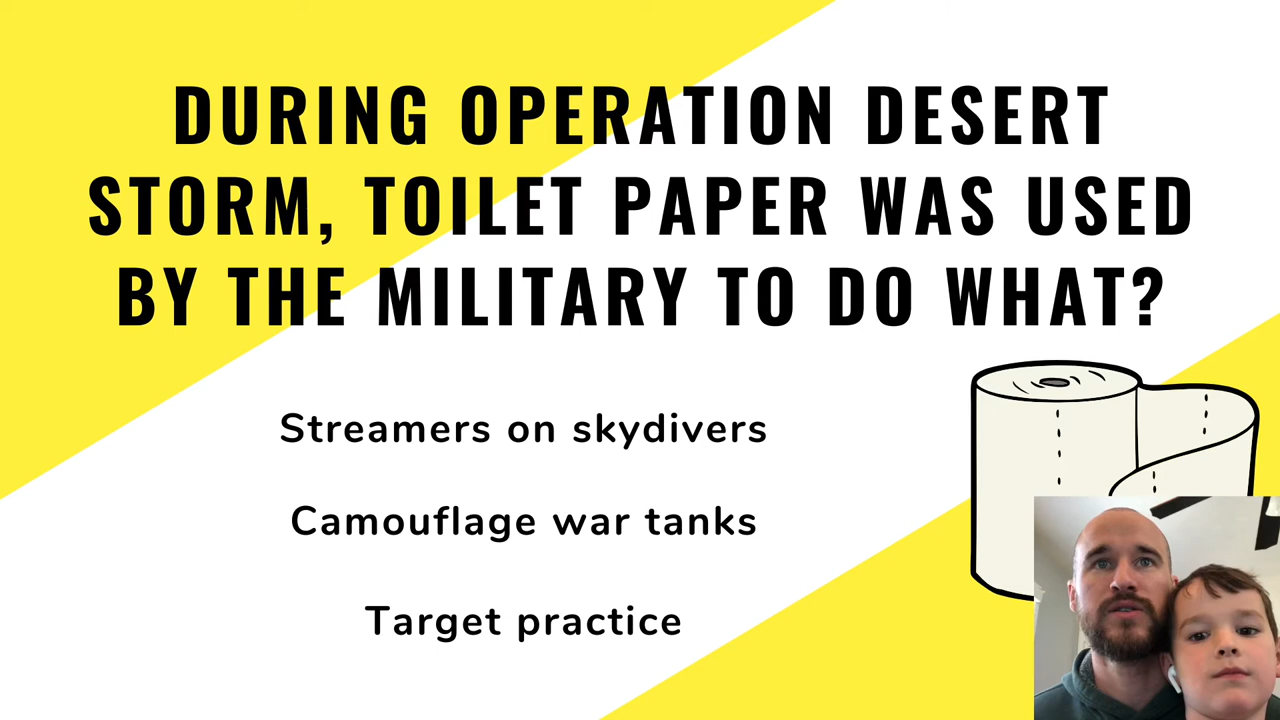 DURING OPERATION DESERT
STORM, TOILET PAPER WAS USED
BY THE MILITARY TO DO WHAT?
Streamers on skydivers
Camouflage war tanks
Target practice